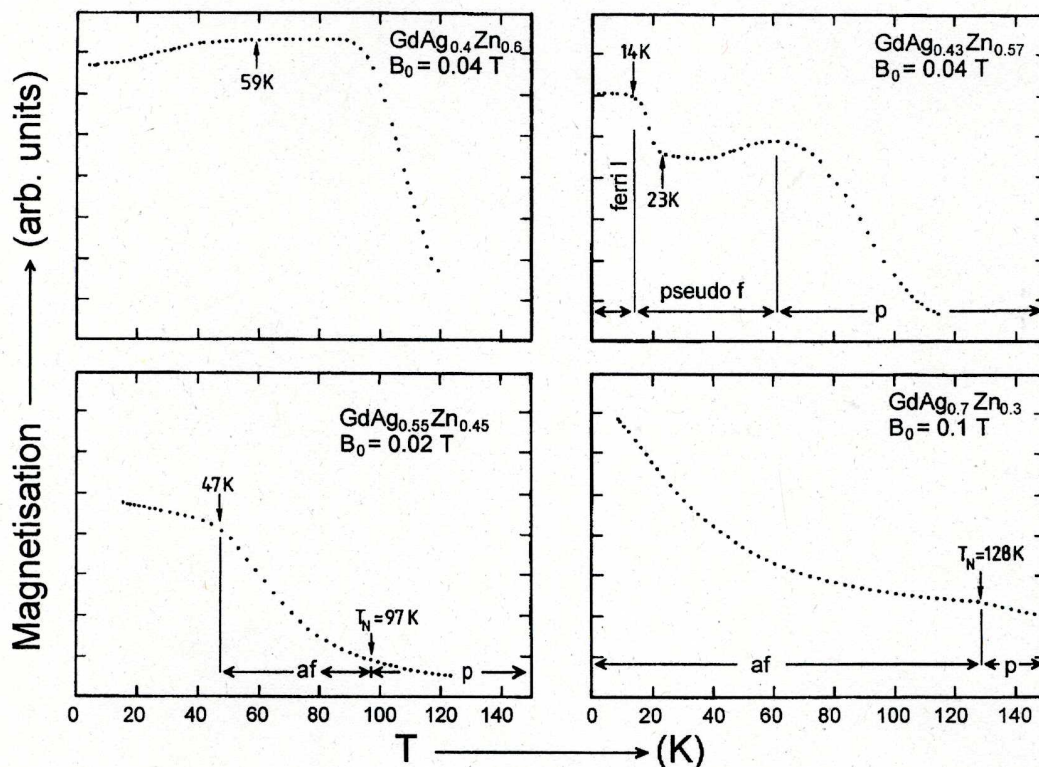 Magnetisation ⟶ (arb. units)
GdAg0.4Zn0.6
B0 = 0.04 T
59K
GdAg0.43Zn0.57
B0 = 0.04 T
14K
23K
ferri I
pseudo f
p
GdAg0.55Zn0.45
B0 = 0.02 T
47K
TN=97K
af
p
0 20 40 60 80 100 120 140
GdAg0.7Zn0.3
B0 = 0.1 T
TN=128K
af
p
0 20 40 60 80 100 120 140
T ⟶ (K)